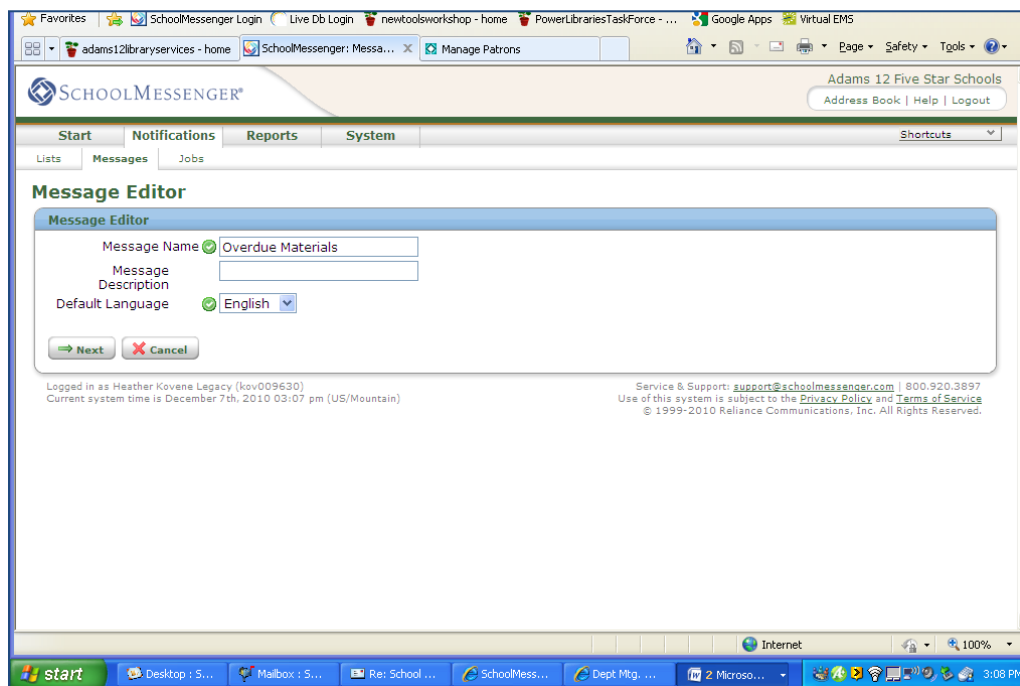 Favorites SchoolMessenger Login Live Db Login newtoolsworkshop - home PowerLibrariesTaskForce - ... Google Apps Virtual EMS
adams12libraryservices - home SchoolMessenger: Messa... X Manage Patrons Page Safety Tools
Adams 12 Five Star Schools
SCHOOLMESSENGER®
Address Book | Help | Logout
Start Notifications Reports System Shortcuts
Lists Messages Jobs
Message Editor
Message Editor
Message Name Overdue Materials
Message
Description
Default Language English
Next Cancel
Logged in as Heather Kovene Legacy (kov009630) Service & Support: support@schoolmessenger.com | 800.920.3897
Current system time is December 7th, 2010 03:07 pm (US/Mountain) Use of this system is subject to the Privacy Policy and Terms of Service
© 1999-2010 Reliance Communications, Inc. All Rights Reserved.
Internet 100%
start Desktop : S... Mailbox : S... Re: School ... SchoolMess... Dept Mtg. ... 2 Microso... 3:08 PM